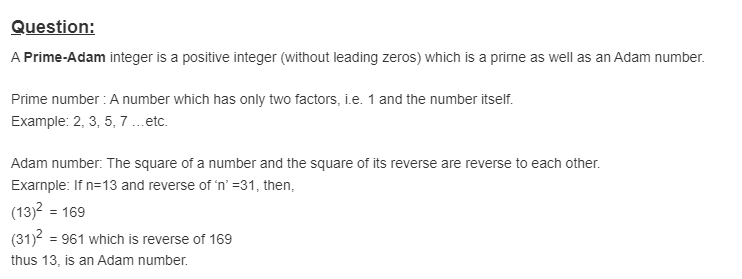 Question:
A Prime-Adam integer is a positive integer (without leading zeros) which is a prirne as well as an Adam number.
Prime number : A number which has only two factors, i.e. 1 and the number itself.
Example: 2, 3, 5, 7 ...etc.
Adam number: The square of a number and the square of its reverse are reverse to each other.
Exarnple: If n=13 and reverse of 'n' =31, then,
(13)² = 169
(31)² = 961 which is reverse of 169
thus 13, is an Adam number.